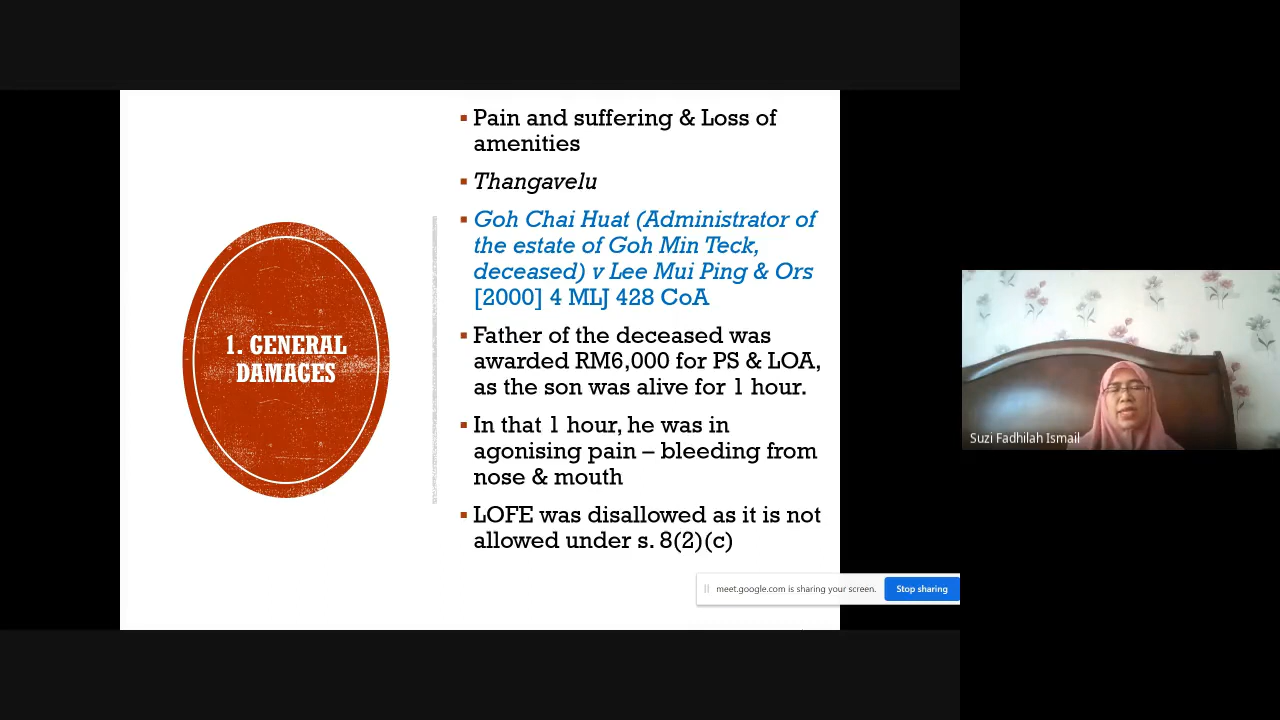 1. GENERAL
DAMAGES
Pain and suffering & Loss of
amenities
Thangavelu
Goh Chai Huat (Administrator of
the estate of Goh Min Teck,
deceased) v Lee Mui Ping & Ors
[2000] 4 MLJ 428 CoA
Father of the deceased was
awarded RM6,000 for PS & LOA,
as the son was alive for 1 hour.
In that 1 hour, he was in
agonising pain – bleeding from
nose & mouth
LOFE was disallowed as it is not
allowed under s. 8(2)(c)
meet.google.com is sharing your screen.
Stop sharing
Suzi Fadhilah Ismail